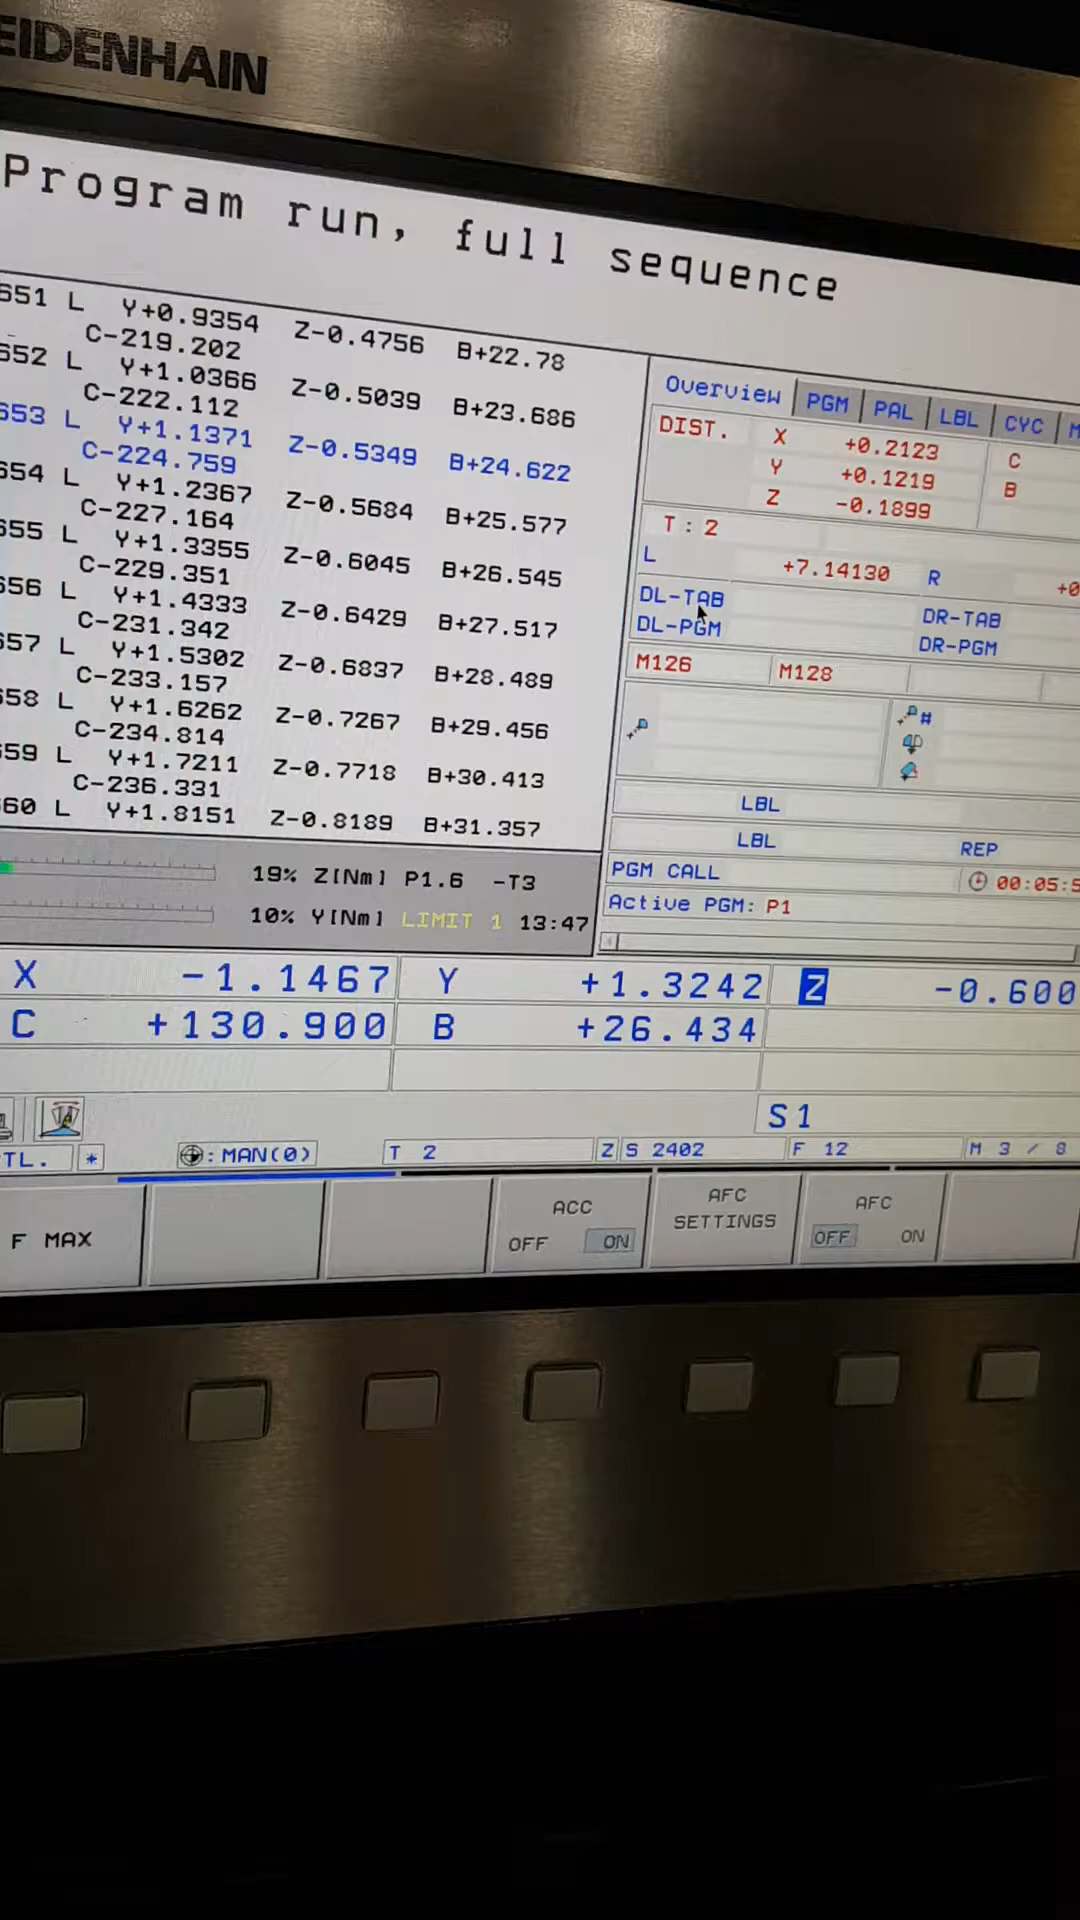 EIDENHAIN
Program run, full sequence
651 L Y+0.9354 Z-0.4756 B+22.78
C-219.202
652 L Y+1.0366 Z-0.5039 B+23.686
C-222.112
653 L Y+1.1371 Z-0.5349 B+24.622
C-224.759
654 L Y+1.2367 Z-0.5684 B+25.577
C-227.164
655 L Y+1.3355 Z-0.6045 B+26.545
C-229.351
656 L Y+1.4333 Z-0.6429 B+27.517
C-231.342
657 L Y+1.5302 Z-0.6837 B+28.489
C-233.157
658 L Y+1.6262 Z-0.7267 B+29.456
C-234.814
659 L Y+1.7211 Z-0.7718 B+30.413
C-236.331
60 L Y+1.8151 Z-0.8189 B+31.357
19% Z[Nm] P1.6 -T3
10% Y[Nm] LIMIT 1 13:47
Overview PGM PAL LBL CYC M
DIST. X +0.2123 C
Y +0.1219 B
Z -0.1899
T : 2
L +7.14130 R +0
DL-TAB DR-TAB
DL-PGM DR-PGM
M126 M128
#
LBL
LBL REP
PGM CALL 00:05:5
Active PGM: P1
X -1.1467 Y +1.3242 Z -0.600
C +130.900 B +26.434
S1
TL. * : MAN(0) T 2 Z S 2402 F 12 M 3 / 8
F MAX
ACC
OFF ON
AFC
SETTINGS
AFC
OFF ON